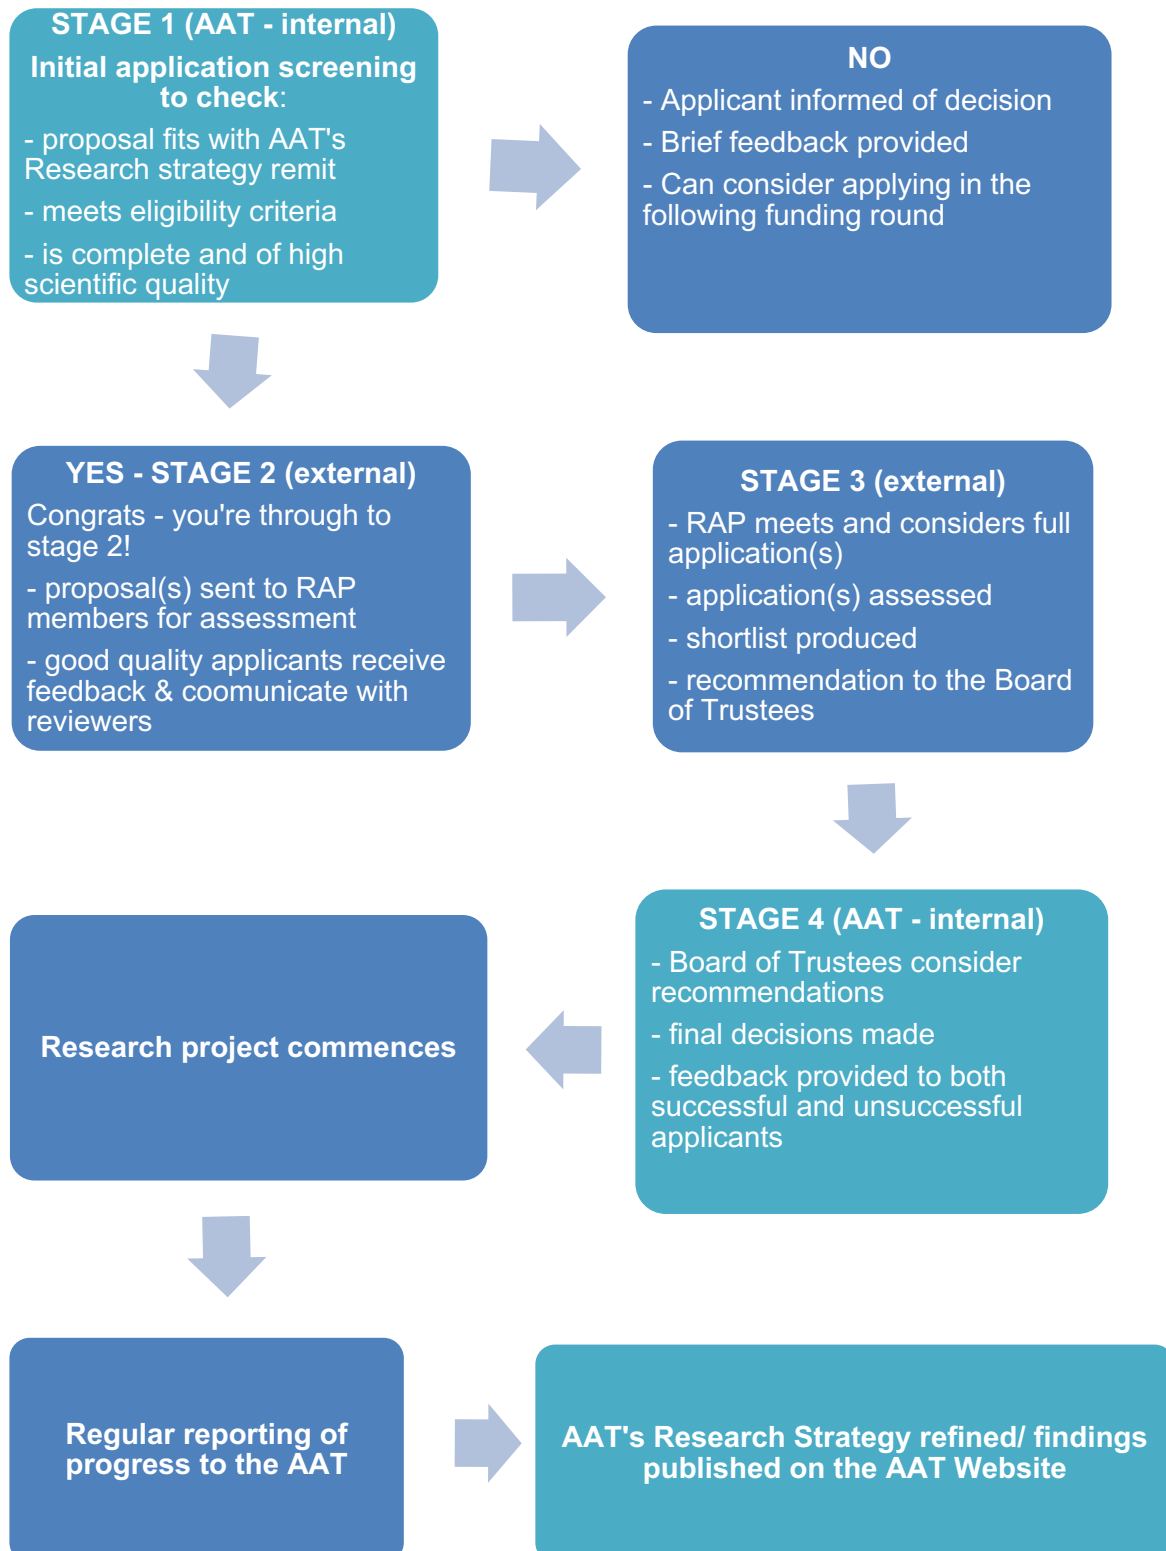 STAGE 1 (AAT - internal)
Initial application screening
to check:
- proposal fits with AAT's
Research strategy remit
- meets eligibility criteria
- is complete and of high
scientific quality
NO
- Applicant informed of decision
- Brief feedback provided
- Can consider applying in the
following funding round
YES - STAGE 2 (external)
Congrats - you're through to
stage 2!
- proposal(s) sent to RAP
members for assessment
- good quality applicants receive
feedback & coomunicate with
reviewers
STAGE 3 (external)
- RAP meets and considers full
application(s)
- application(s) assessed
- shortlist produced
- recommendation to the Board
of Trustees
STAGE 4 (AAT - internal)
- Board of Trustees consider
recommendations
- final decisions made
- feedback provided to both
successful and unsuccessful
applicants
Research project commences
Regular reporting of
progress to the AAT
AAT's Research Strategy refined/ findings
published on the AAT Website